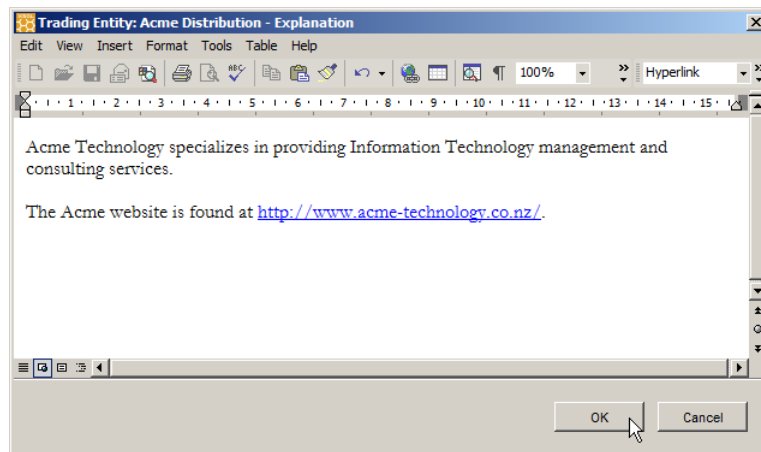 Trading Entity: Acme Distribution - Explanation
Edit View Insert Format Tools Table Help
ABC 100% Hyperlink
1 2 3 4 5 6 7 8 9 10 11 12 13 14 15
Acme Technology specializes in providing Information Technology management and
consulting services.
The Acme website is found at http://www.acme-technology.co.nz/.
OK Cancel